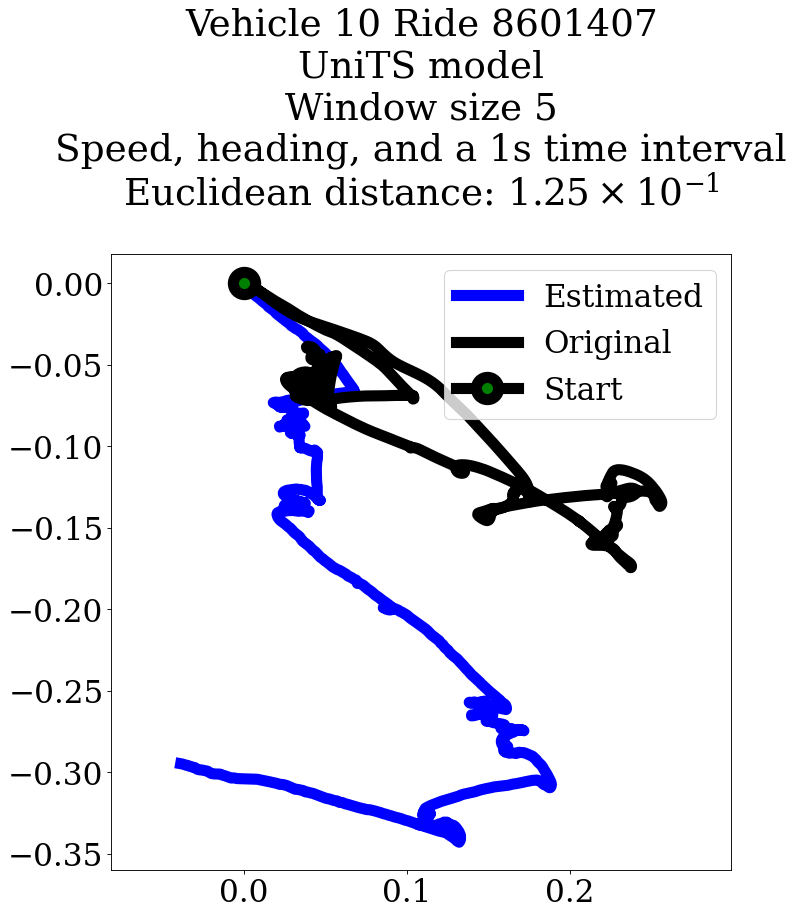 Vehicle 10 Ride 8601407
UniTS model
Window size 5
Speed, heading, and a 1s time interval
Euclidean distance: 1.25 × 10⁻¹
Estimated
Original
Start
0.00
−0.05
−0.10
−0.15
−0.20
−0.25
−0.30
−0.35
0.0 0.1 0.2